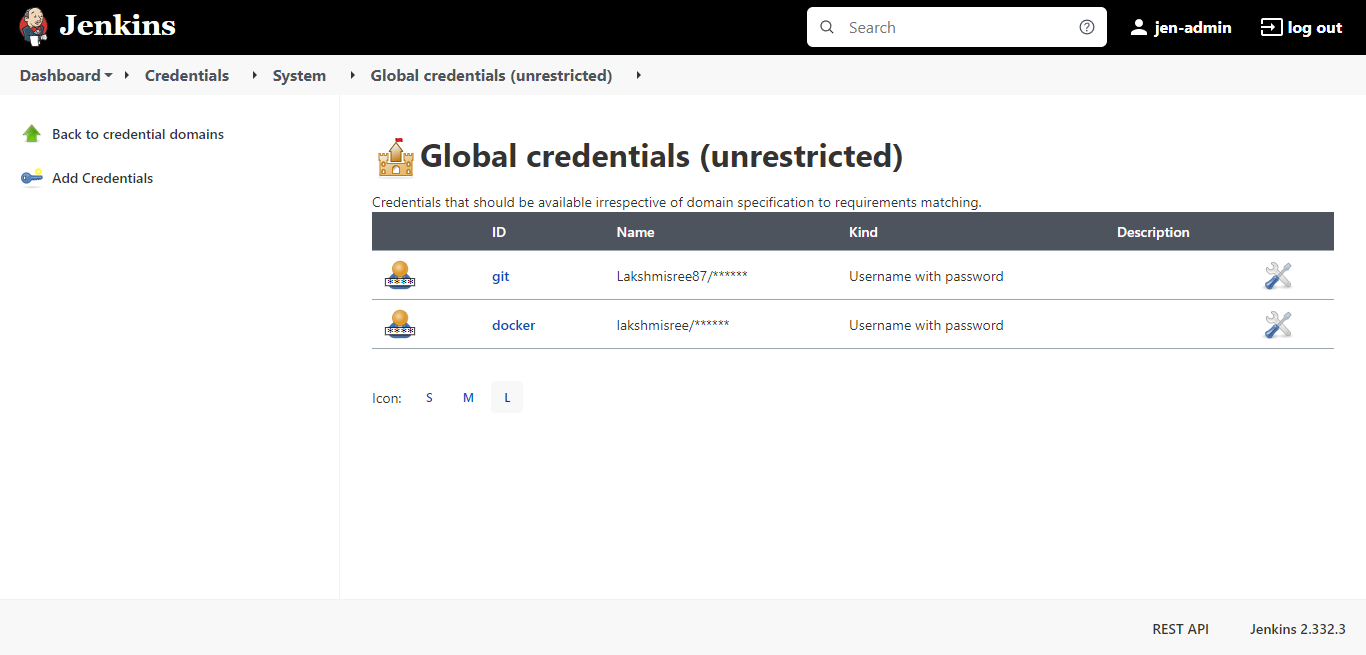 Jenkins
Search
jen-admin
log out
Dashboard
Credentials
System
Global credentials (unrestricted)
Back to credential domains
Add Credentials
Global credentials (unrestricted)
Credentials that should be available irrespective of domain specification to requirements matching.
ID Name Kind Description
git Lakshmisree87/****** Username with password
docker lakshmisree/****** Username with password
Icon: S M L
REST API Jenkins 2.332.3